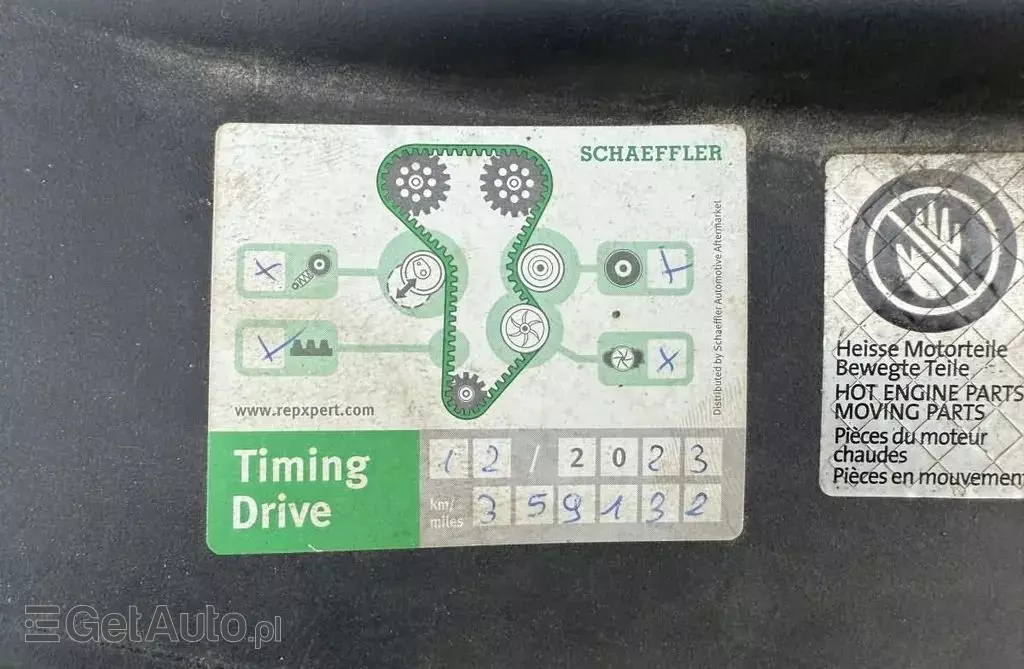 SCHAEFFLER
x
x
x
x
www.repxpert.com
Distributed by Schaeffler Automotive Aftermarket
Timing
Drive
12/2023
km/
miles
359132
Heisse Motorteile
Bewegte Teile
HOT ENGINE PARTS
MOVING PARTS
Pièces du moteur
chaudes
Pièces en mouvement
GetAuto.pl